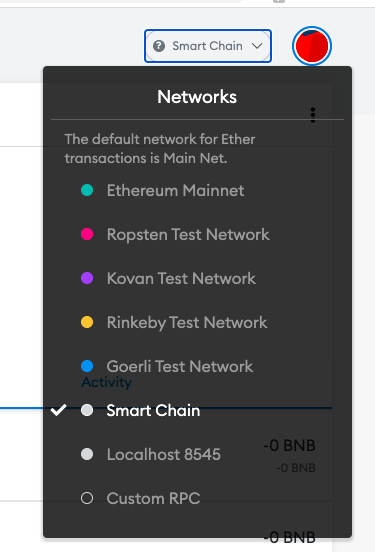 Smart Chain
Networks
The default network for Ether
transactions is Main Net.
Ethereum Mainnet
Ropsten Test Network
Kovan Test Network
Rinkeby Test Network
Goerli Test Network
Activity
Smart Chain
-0 BNB
Localhost 8545
-0 BNB
Custom RPC
-0 BNB